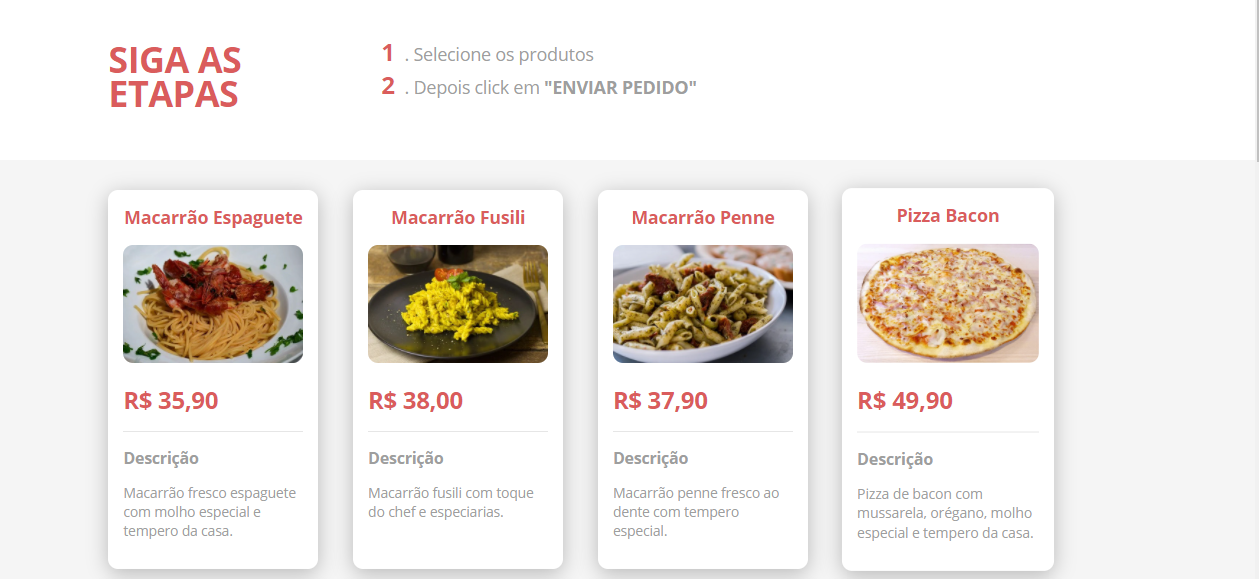 SIGA AS
ETAPAS
1 . Selecione os produtos
2 . Depois click em "ENVIAR PEDIDO"
Macarrão Espaguete
R$ 35,90
Descrição
Macarrão fresco espaguete
com molho especial e
tempero da casa.
Macarrão Fusili
R$ 38,00
Descrição
Macarrão fusili com toque
do chef e especiarias.
Macarrão Penne
R$ 37,90
Descrição
Macarrão penne fresco ao
dente com tempero
especial.
Pizza Bacon
R$ 49,90
Descrição
Pizza de bacon com
mussarela, orégano, molho
especial e tempero da casa.